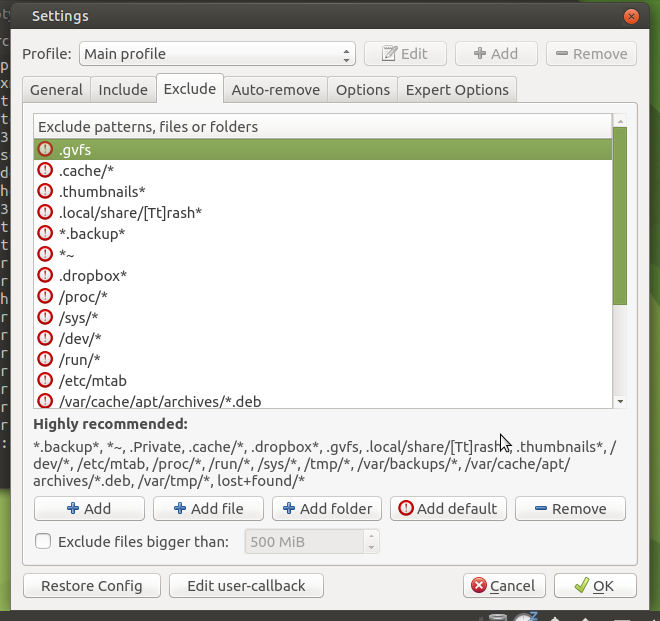 Settings
Profile: Main profile Edit Add Remove
General Include Exclude Auto-remove Options Expert Options
Exclude patterns, files or folders
.gvfs
.cache/*
.thumbnails*
.local/share/[Tt]rash*
*.backup*
*~
.dropbox*
/proc/*
/sys/*
/dev/*
/run/*
/etc/mtab
/var/cache/apt/archives/*.deb
Highly recommended:
*.backup*, *~, .Private, .cache/*, .dropbox*, .gvfs, .local/share/[Tt]rash*, .thumbnails*, /
dev/*, /etc/mtab, /proc/*, /run/*, /sys/*, /tmp/*, /var/backups/*, /var/cache/apt/
archives/*.deb, /var/tmp/*, lost+found/*
Add Add file Add folder Add default Remove
Exclude files bigger than: 500 MiB
Restore Config Edit user-callback Cancel OK